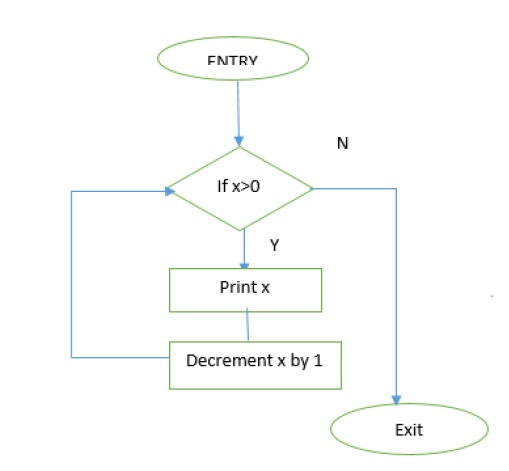 ENTRY
N
If x>0
Y
Print x
Decrement x by 1
Exit